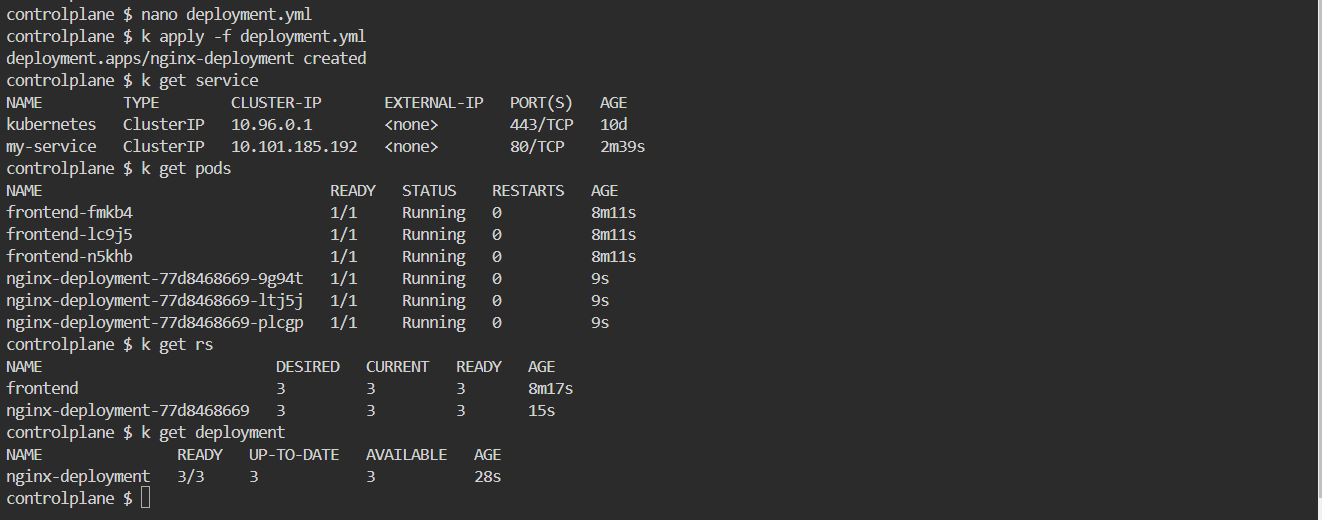 controlplane $ nano deployment.yml
controlplane $ k apply -f deployment.yml
deployment.apps/nginx-deployment created
controlplane $ k get service
NAME         TYPE        CLUSTER-IP       EXTERNAL-IP   PORT(S)   AGE
kubernetes   ClusterIP   10.96.0.1        <none>        443/TCP   10d
my-service   ClusterIP   10.101.185.192   <none>        80/TCP    2m39s
controlplane $ k get pods
NAME                                READY   STATUS    RESTARTS   AGE
frontend-fmkb4                      1/1     Running   0          8m11s
frontend-lc9j5                      1/1     Running   0          8m11s
frontend-n5khb                      1/1     Running   0          8m11s
nginx-deployment-77d8468669-9g94t   1/1     Running   0          9s
nginx-deployment-77d8468669-ltj5j   1/1     Running   0          9s
nginx-deployment-77d8468669-plcgp   1/1     Running   0          9s
controlplane $ k get rs
NAME                          DESIRED   CURRENT   READY   AGE
frontend                      3         3         3       8m17s
nginx-deployment-77d8468669   3         3         3       15s
controlplane $ k get deployment
NAME               READY   UP-TO-DATE   AVAILABLE   AGE
nginx-deployment   3/3     3            3           28s
controlplane $